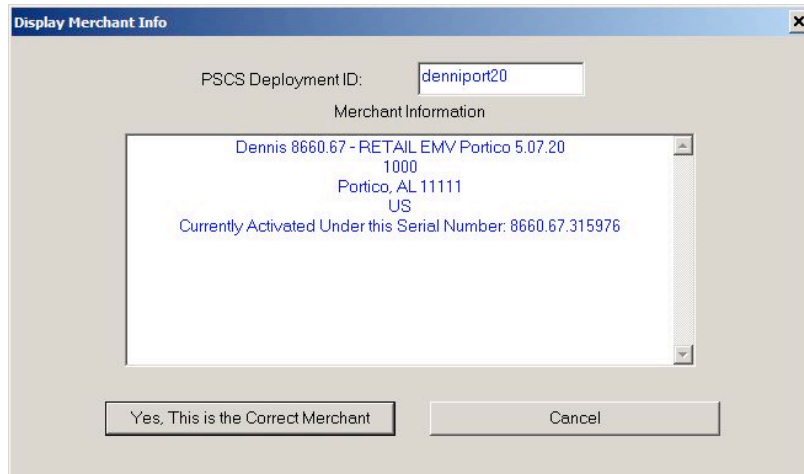 Display Merchant Info
PSCS Deployment ID: denniport20
Merchant Information
Dennis 8660.67 - RETAIL EMV Portico 5.07.20
1000
Portico, AL 11111
US
Currently Activated Under this Serial Number: 8660.67.315976
Yes, This is the Correct Merchant Cancel